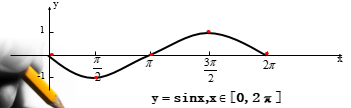 y
1
-1
π/2
π
3π/2
2π
x
y = sinx,x∈[0, 2π]